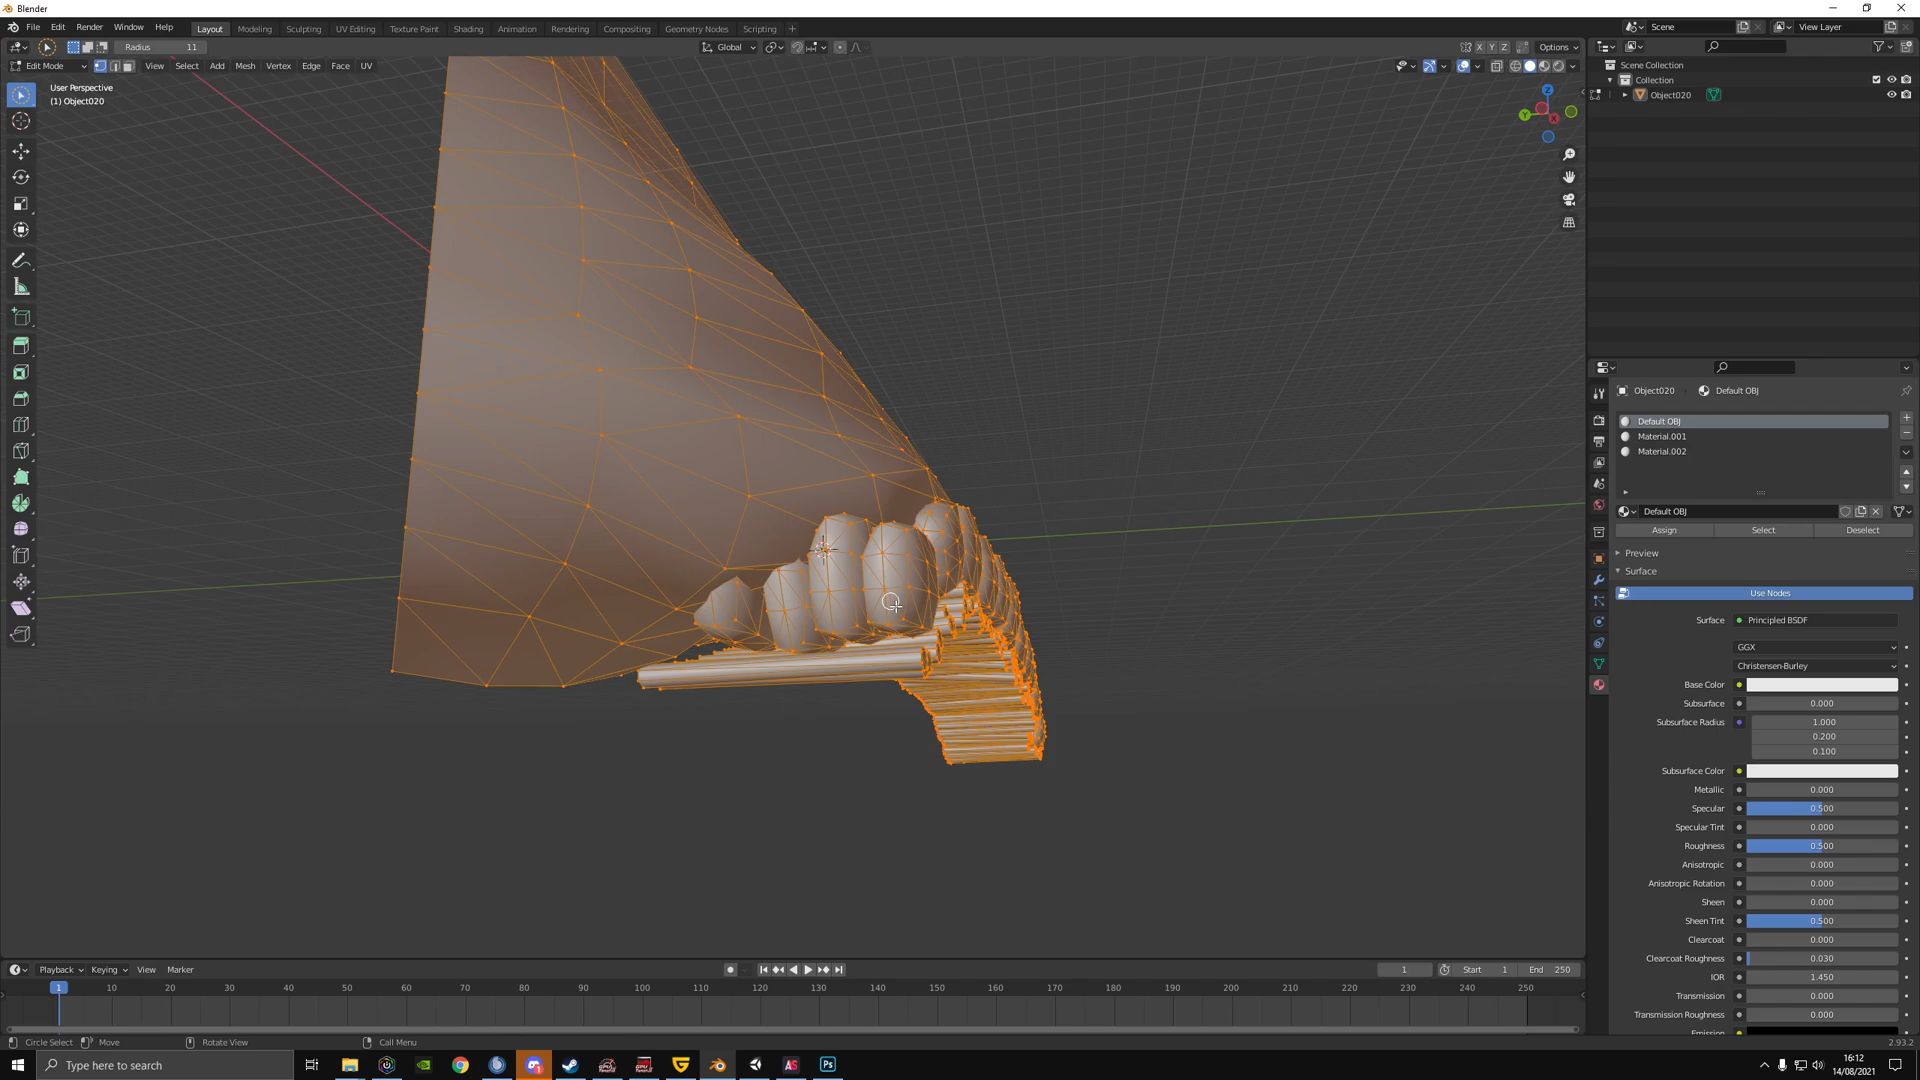 Blender
File Edit Render Window Help
Layout Modeling Sculpting UV Editing Texture Paint Shading Animation Rendering Compositing Geometry Nodes Scripting +
Scene
View Layer
Radius 11
Global
X Y Z
Options
Edit Mode
View Select Add Mesh Vertex Edge Face UV
User Perspective
(1) Object020
Z
Y
X
Scene Collection
Collection
Object020
Object020 Default OBJ
Default OBJ
Material.001
Material.002
Default OBJ
Assign Select Deselect
Preview
Surface
Use Nodes
Surface Principled BSDF
GGX
Christensen-Burley
Base Color
Subsurface 0.000
Subsurface Radius 1.000
0.200
0.100
Subsurface Color
Metallic 0.000
Specular 0.500
Specular Tint 0.000
Roughness 0.500
Anisotropic 0.000
Anisotropic Rotation 0.000
Sheen 0.000
Sheen Tint 0.500
Clearcoat 0.000
Clearcoat Roughness 0.030
IOR 1.450
Transmission 0.000
Transmission Roughness 0.000
Emission
Playback Keying View Marker
1 Start 1 End 250
1 10 20 30 40 50 60 70 80 90 100 110 120 130 140 150 160 170 180 190 200 210 220 230 240 250
Circle Select Move Rotate View Call Menu
2.93.2
Type here to search
AS
Ps
16:12
14/08/2021